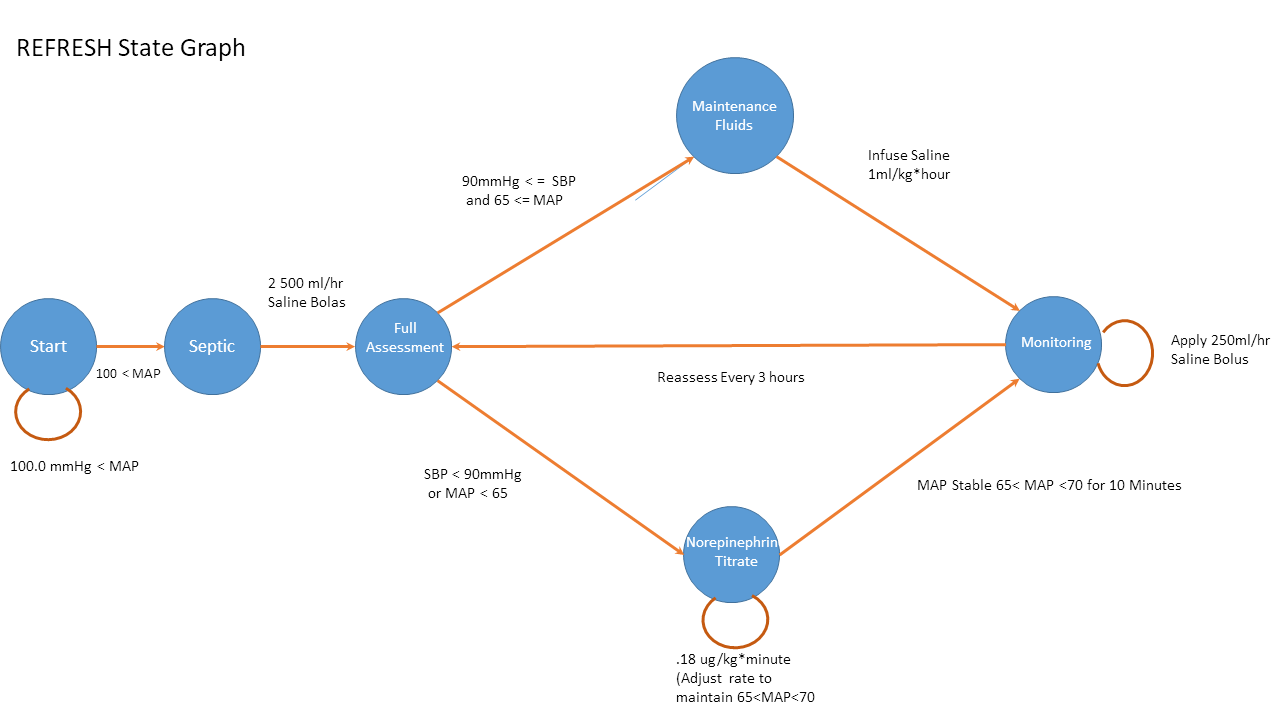 REFRESH State Graph
Maintenance
Fluids
Infuse Saline
1ml/kg*hour
90mmHg < = SBP
and 65 <= MAP
2 500 ml/hr
Saline Bolas
Start
Septic
Full
Assessment
Monitoring
Apply 250ml/hr
Saline Bolus
100 < MAP
Reassess Every 3 hours
100.0 mmHg < MAP
SBP < 90mmHg
or MAP < 65
MAP Stable 65< MAP <70 for 10 Minutes
Norepinephrin
Titrate
.18 ug/kg*minute
(Adjust rate to
maintain 65<MAP<70